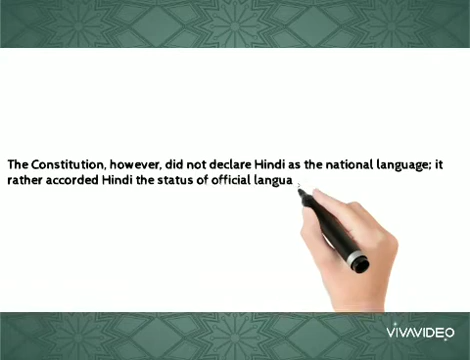 The Constitution, however, did not declare Hindi as the national language; it
rather accorded Hindi the status of official langua
VIVAVIDEO